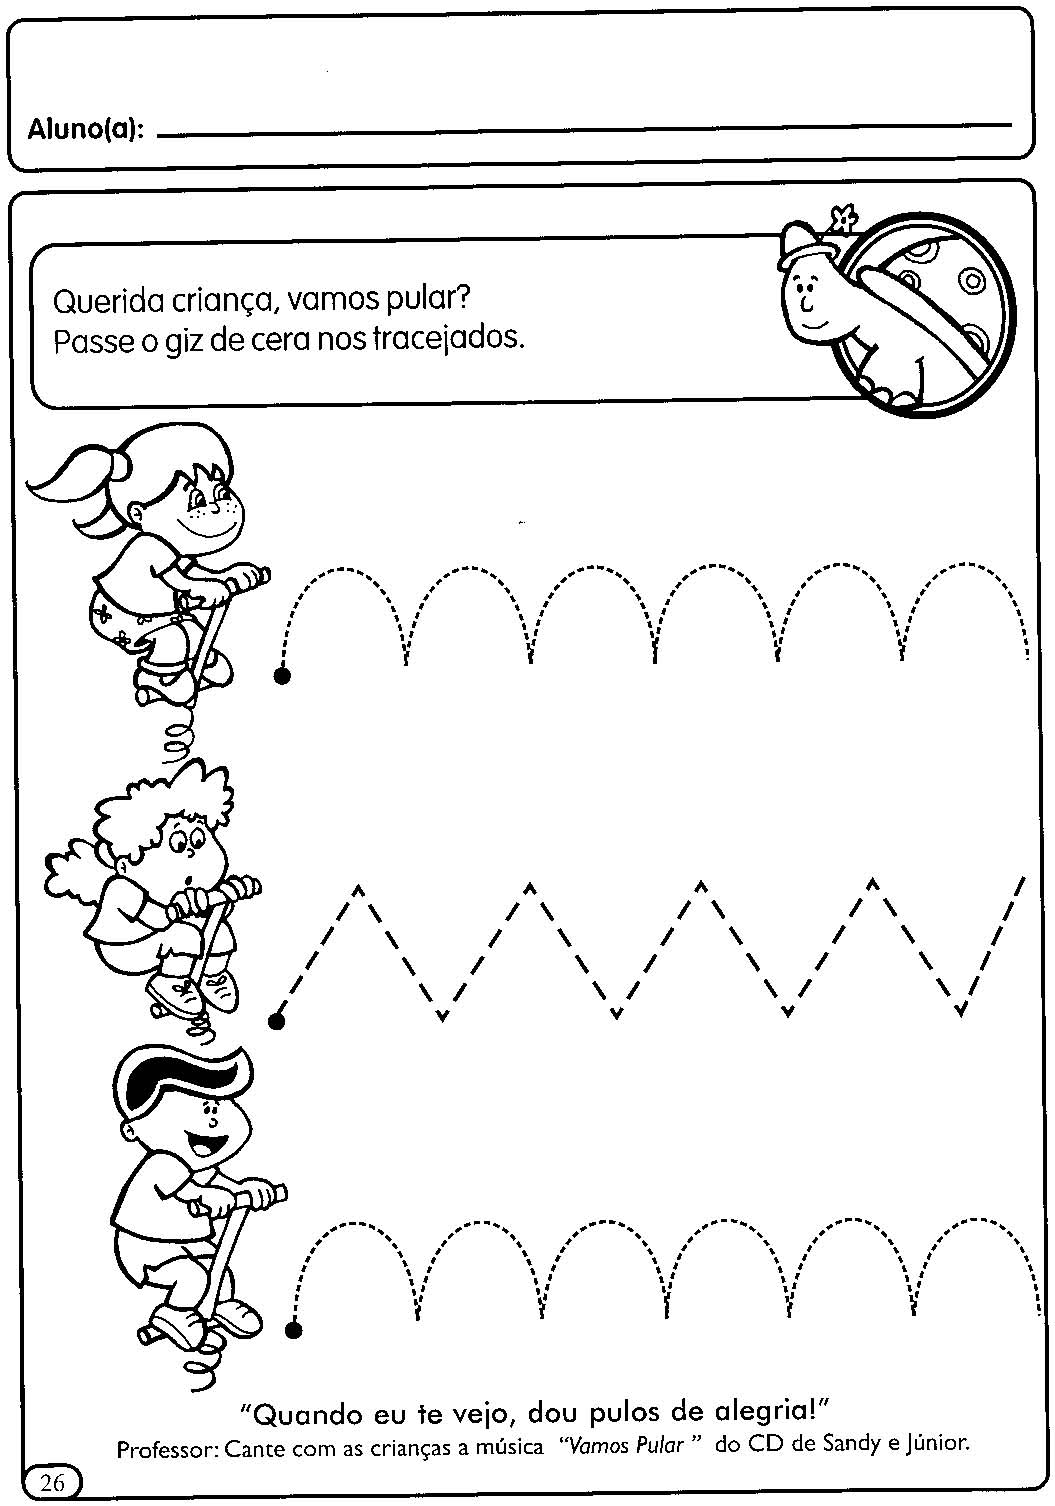 Aluno(a):
Querida criança, vamos pular?
Passe o giz de cera nos tracejados.
"Quando eu te vejo, dou pulos de alegria!"
Professor: Cante com as crianças a música "Vamos Pular" do CD de Sandy e Júnior.
26